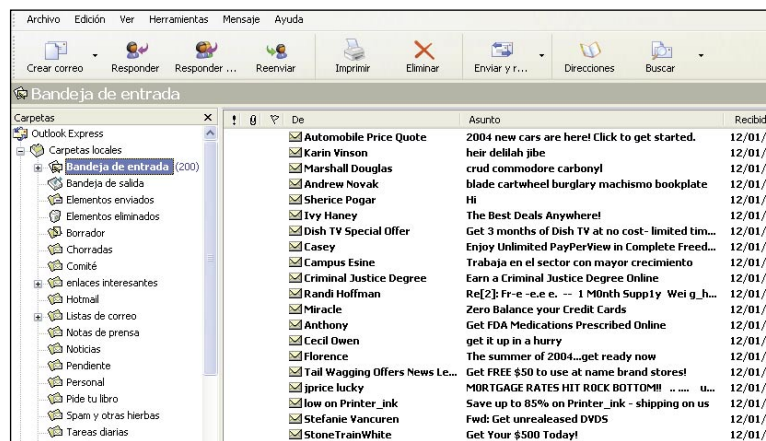 Archivo Edición Ver Herramientas Mensaje Ayuda
Crear correo Responder Responder ... Reenviar Imprimir Eliminar Enviar y r... Direcciones Buscar
Bandeja de entrada
Carpetas
Outlook Express
Carpetas locales
Bandeja de entrada (200)
Bandeja de salida
Elementos enviados
Elementos eliminados
Borrador
Chorradas
Comité
enlaces interesantes
Hotmail
Listas de correo
Notas de prensa
Noticias
Pendiente
Personal
Pide tu libro
Spam y otras hierbas
Tareas diarias
De Asunto Recibid
Automobile Price Quote 2004 new cars are here! Click to get started. 12/01/
Karin Vinson heir delilah jibe 12/01/
Marshall Douglas crud commodore carbonyl 12/01/
Andrew Novak blade cartwheel burglary machismo bookplate 12/01/
Sherice Pogar Hi 12/01/
Ivy Haney The Best Deals Anywhere! 12/01/
Dish TV Special Offer Get 3 months of Dish TV at no cost- limited tim... 12/01/
Casey Enjoy Unlimited PayPerView in Complete Freed... 12/01/
Campus Esine Trabaja en el sector con mayor crecimiento 12/01/
Criminal Justice Degree Earn a Criminal Justice Degree Online 12/01/
Randi Hoffman Re[2]: Fr-e -e.e e. -- 1 M0nth Supp1y Wei g_h... 12/01/
Miracle Zero Balance your Credit Cards 12/01/
Anthony Get FDA Medications Prescribed Online 12/01/
Cecil Owen get it up in a hurry 12/01/
Florence The summer of 2004...get ready now 12/01/
Tail Wagging Offers News Le... Get FREE $50 to use at name brand stores! 12/01/
jprice lucky MORTGAGE RATES HIT ROCK BOTTOM!! .. .... u... 12/01/
low on Printer_ink Save up to 85% on Printer_ink - shipping on us 12/01/
Stefanie Vancuren Fwd: Get unrealeased DVDS 12/01/
StoneTrainWhite Get Your $500 Today! 12/01/